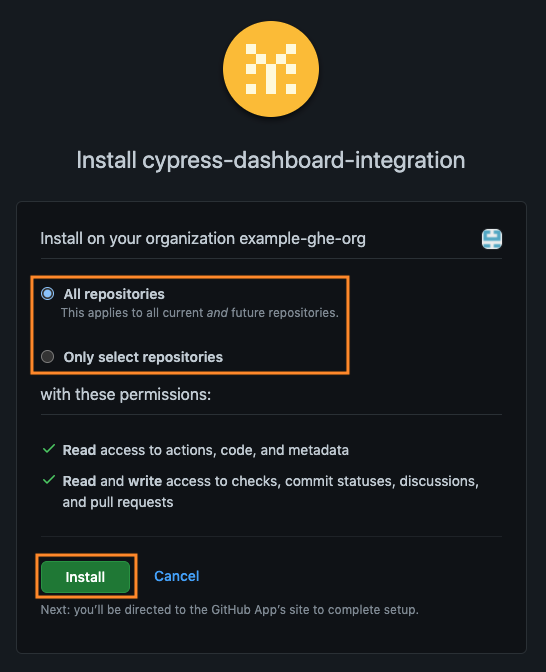 Install cypress-dashboard-integration
Install on your organization example-ghe-org
All repositories
This applies to all current and future repositories.
Only select repositories
with these permissions:
Read access to actions, code, and metadata
Read and write access to checks, commit statuses, discussions,
and pull requests
Install Cancel
Next: you'll be directed to the GitHub App's site to complete setup.